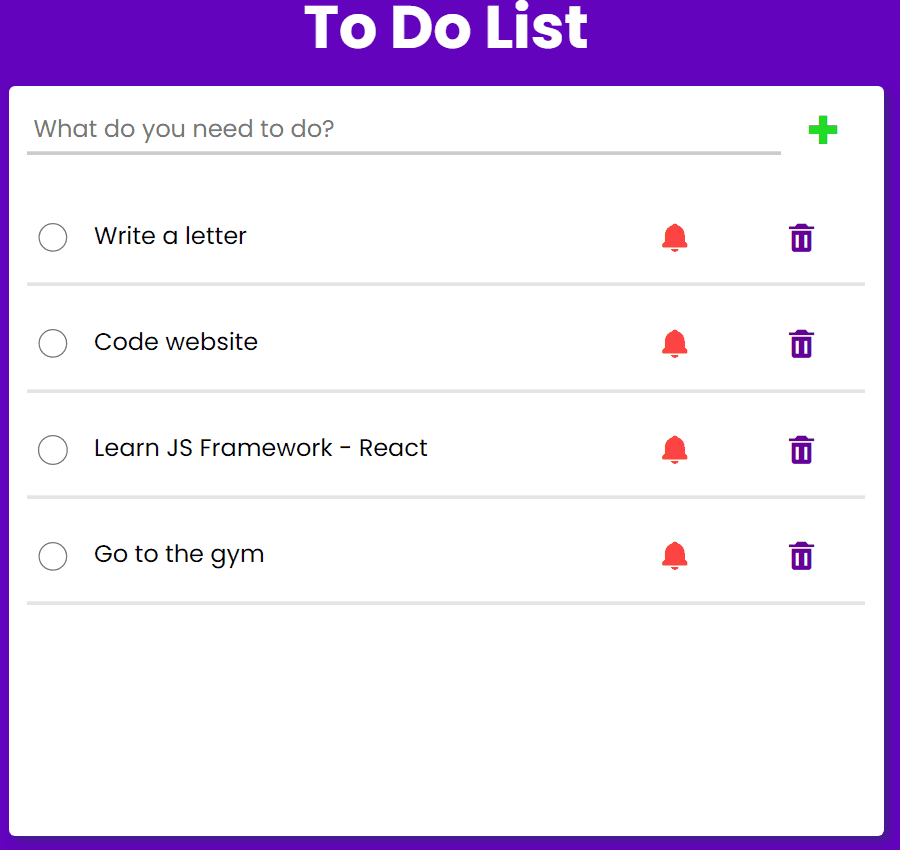 To Do List
What do you need to do?
Write a letter
Code website
Learn JS Framework - React
Go to the gym